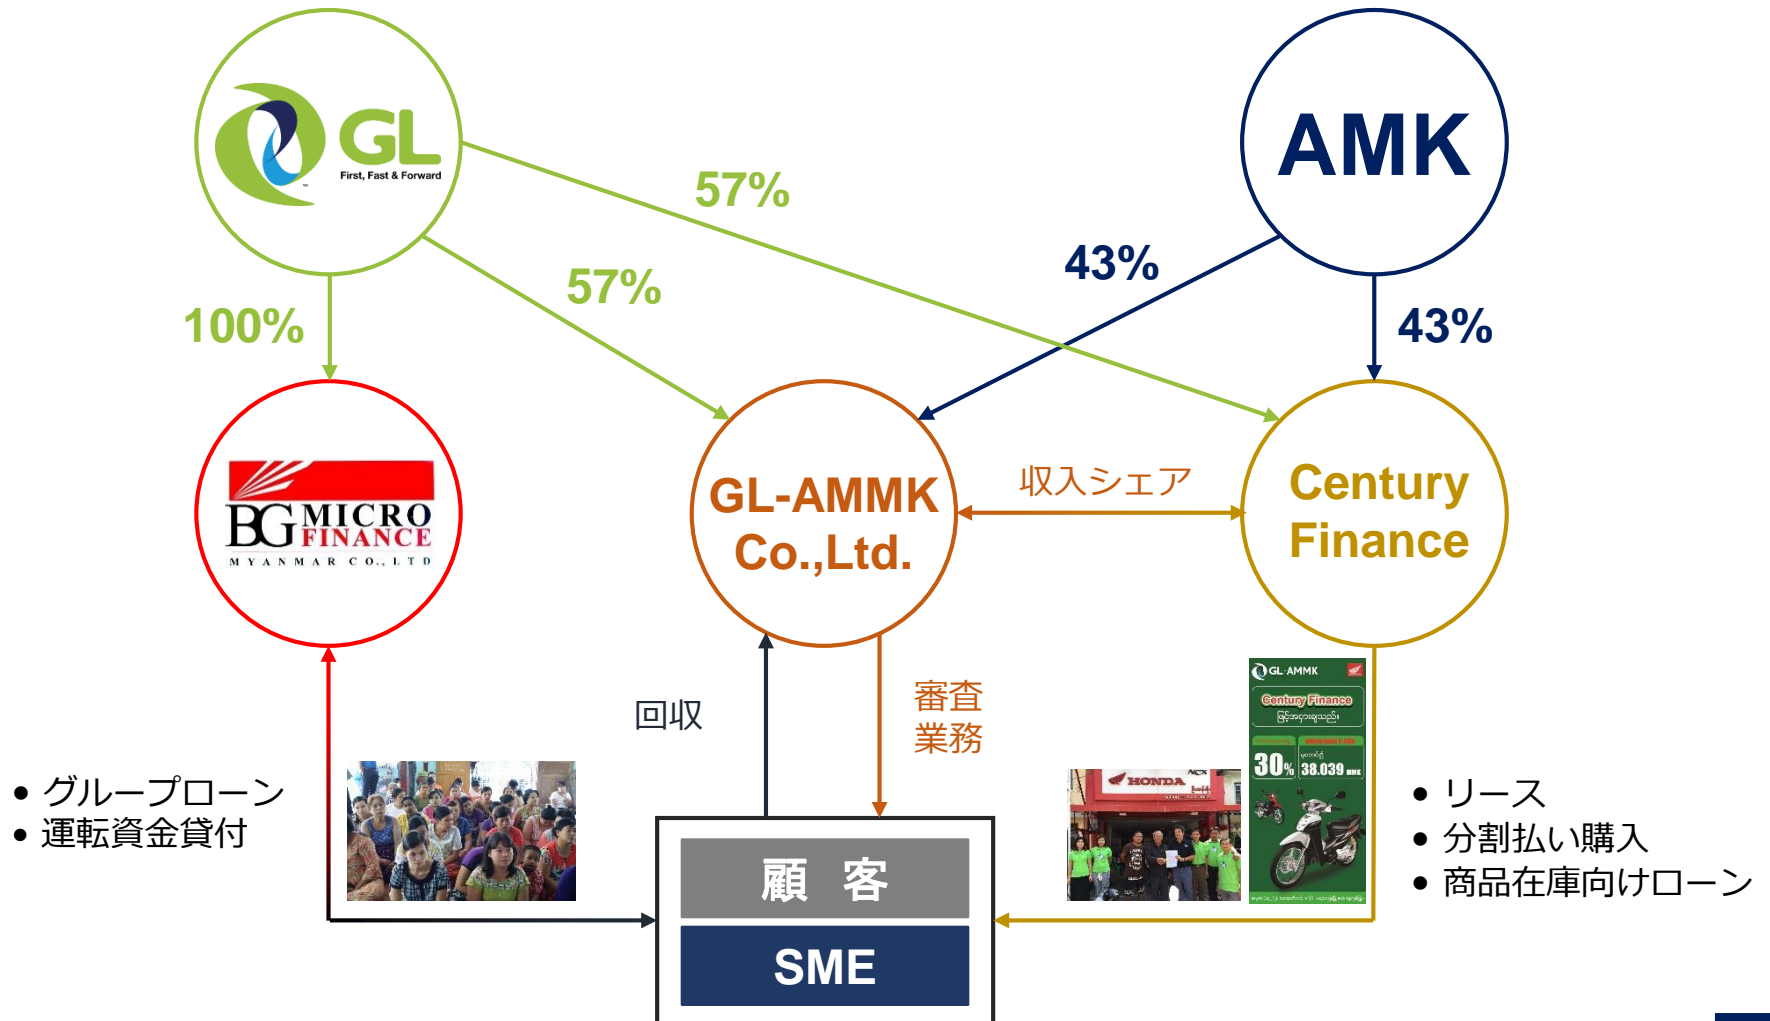 GL
First, Fast & Forward
AMK
57%
57%
43%
100%
43%
BG MICRO
FINANCE
MYANMAR CO., LTD
GL-AMMK
Co.,Ltd.
収入シェア
Century
Finance
回収
審査
業務
GL-AMMK
Century Finance
30%
38.039
HONDA
グループローン
運転資金貸付
リース
分割払い購入
商品在庫向けローン
顧 客
SME